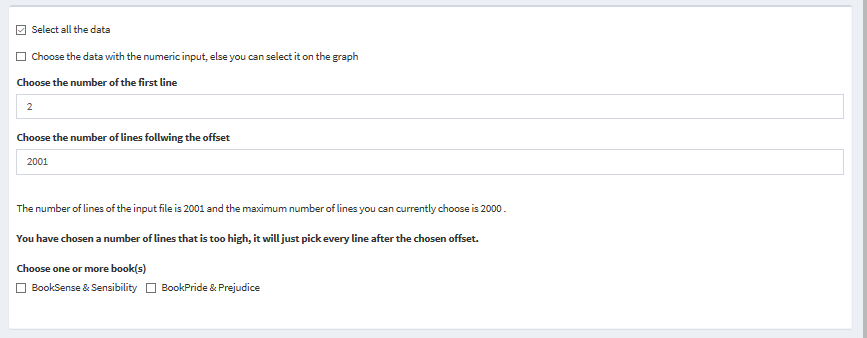 Select all the data
Choose the data with the numeric input, else you can select it on the graph
Choose the number of the first line
2
Choose the number of lines follwing the offset
2001
The number of lines of the input file is 2001 and the maximum number of lines you can currently choose is 2000 .
You have chosen a number of lines that is too high, it will just pick every line after the chosen offset.
Choose one or more book(s)
BookSense & Sensibility BookPride & Prejudice